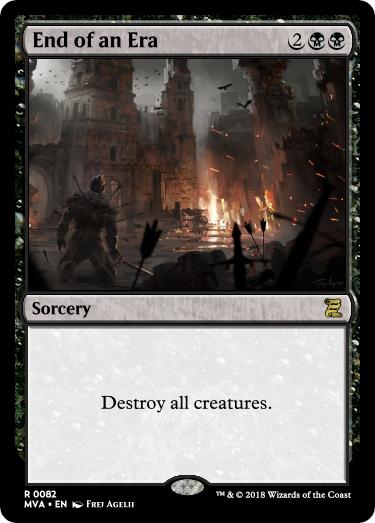 End of an Era 2
Sorcery
Destroy all creatures.
R 0082
MVA • EN Frej Agelii
™ & © 2018 Wizards of the Coast